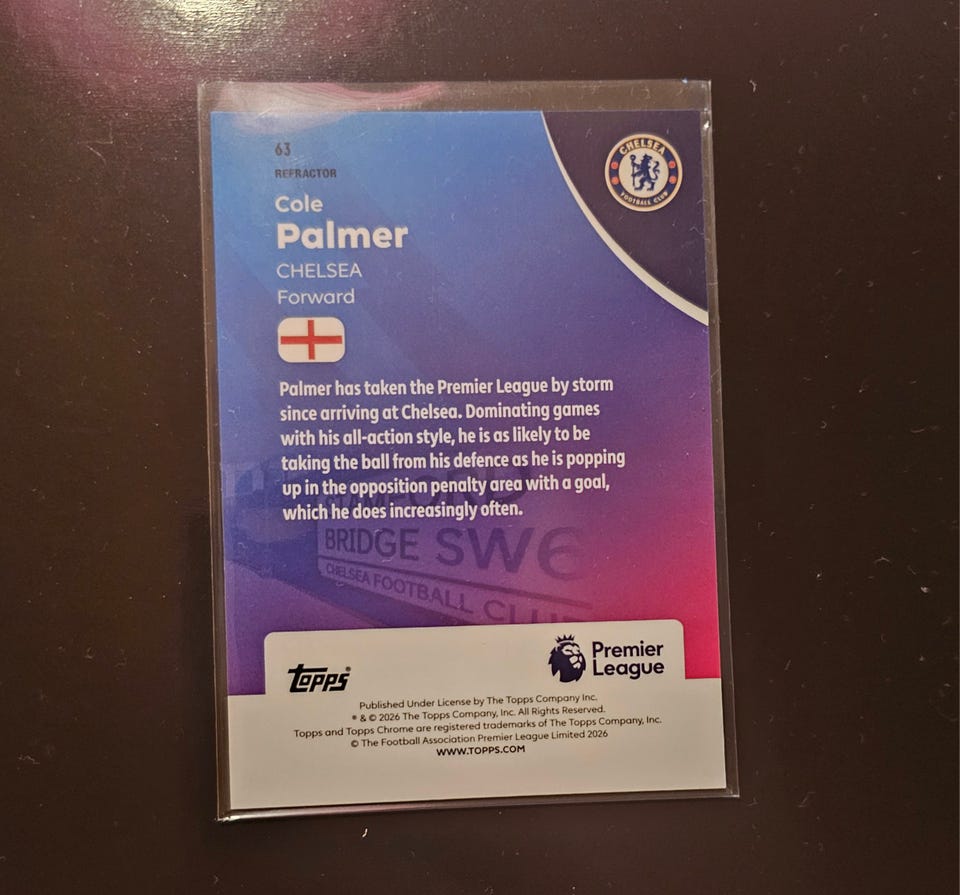 63
REFRACTOR
CHELSEA
FOOTBALL CLUB
Cole
Palmer
CHELSEA
Forward
Palmer has taken the Premier League by storm
since arriving at Chelsea. Dominating games
with his all-action style, he is as likely to be
taking the ball from his defence as he is popping
up in the opposition penalty area with a goal,
which he does increasingly often.
BRIDGE SW6
CHELSEA FOOTBALL CLUB
topps®
Premier
League
Published Under License by The Topps Company Inc.
® & © 2026 The Topps Company, Inc. All Rights Reserved.
Topps and Topps Chrome are registered trademarks of The Topps Company, Inc.
© The Football Association Premier League Limited 2026
WWW.TOPPS.COM